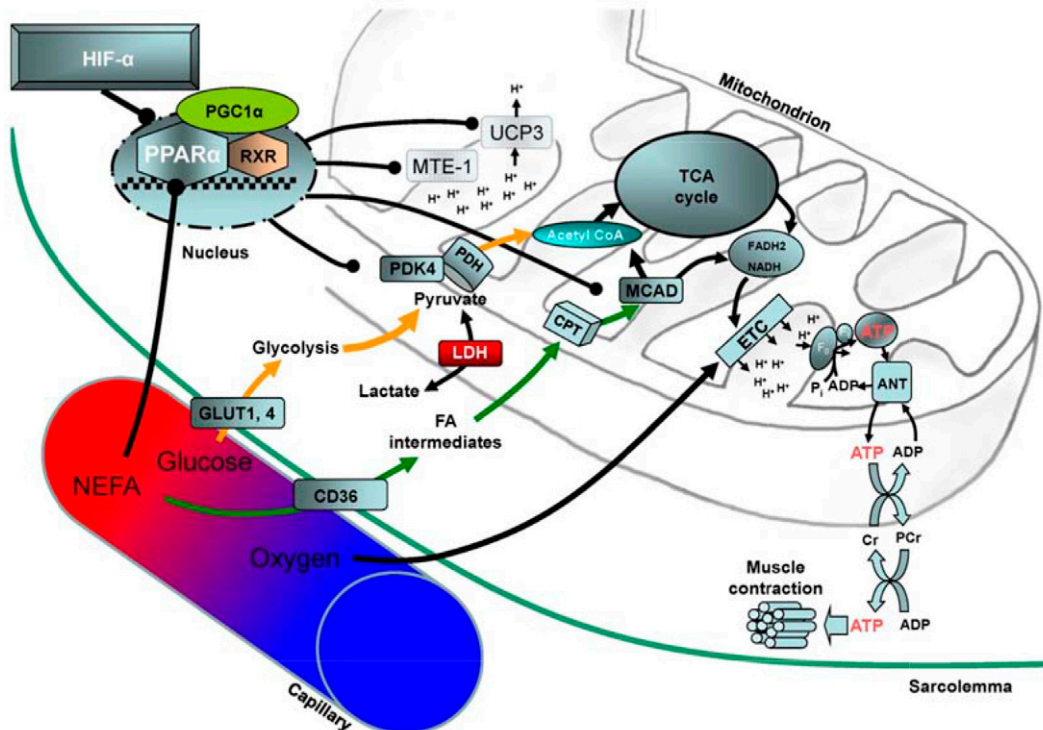 HIF-α
PGC1α
PPARα
RXR
Nucleus
H⁺
UCP3
MTE-1
H⁺
H⁺ H⁺ H⁺
H⁺ H⁺ H⁺ H⁺
Mitochondrion
TCA
cycle
Acetyl CoA
PDK4
PDH
Pyruvate
FADH2
NADH
MCAD
CPT
ETC
H⁺
H⁺
H⁺
H⁺ H⁺
H⁺
H⁺ H⁺
ATP
Pi
ADP
ANT
Glycolysis
LDH
Lactate
GLUT1, 4
FA
intermediates
Glucose
NEFA
CD36
Oxygen
ATP
ADP
Cr
PCr
Muscle
contraction
ATP
ADP
Sarcolemma
Capillary